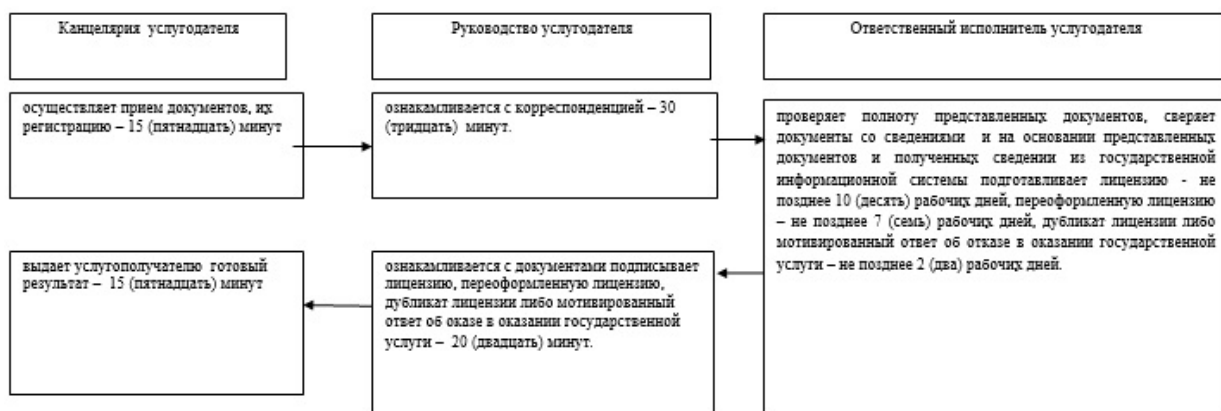 Канцелярия услугодателя
Руководство услугодателя
Ответственный исполнитель услугодателя
осуществляет прием документов, их
регистрацию – 15 (пятнадцать) минут
ознакамливается с корреспонденцией – 30
(тридцать) минут.
проверяет полноту представленных документов, сверяет
документы со сведениями и на основании представленных
документов и полученных сведении из государственной
информационной системы подготавливает лицензию - не
позднее 10 (десять) рабочих дней, переоформленную лицензию
– не позднее 7 (семь) рабочих дней, дубликат лицензии либо
мотивированный ответ об отказе в оказании государственной
услуги – не позднее 2 (два) рабочих дней.
ознакамливается с документами подписывает
лицензию, переоформленную лицензию,
дубликат лицензии либо мотивированный
ответ об оказе в оказании государственной
услуги – 20 (двадцать) минут.
выдает услугополучателю готовый
результат – 15 (пятнадцать) минут